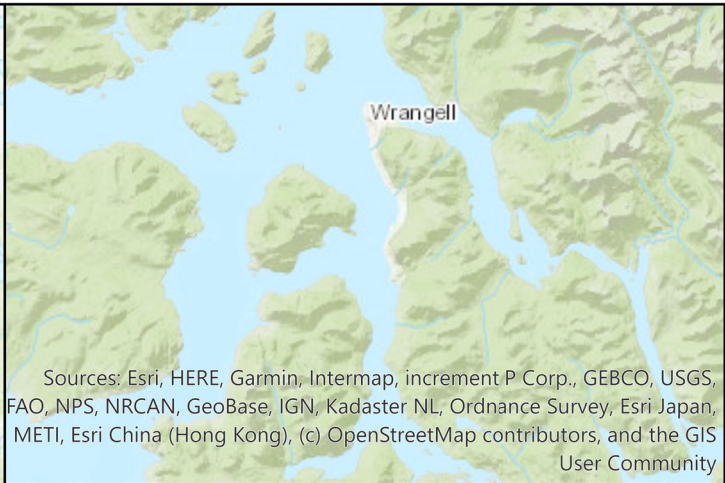 Wrangell
Sources: Esri, HERE, Garmin, Intermap, increment P Corp., GEBCO, USGS,
FAO, NPS, NRCAN, GeoBase, IGN, Kadaster NL, Ordnance Survey, Esri Japan,
METI, Esri China (Hong Kong), (c) OpenStreetMap contributors, and the GIS
User Community